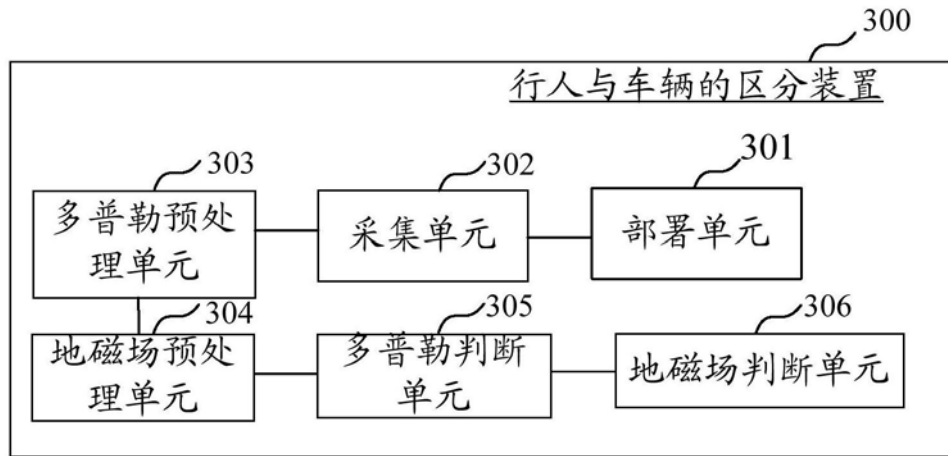 300
行人与车辆的区分装置
303
302
301
多普勒预处
理单元
采集单元
部署单元
304
305
306
地磁场预处
理单元
多普勒判断
单元
地磁场判断单元